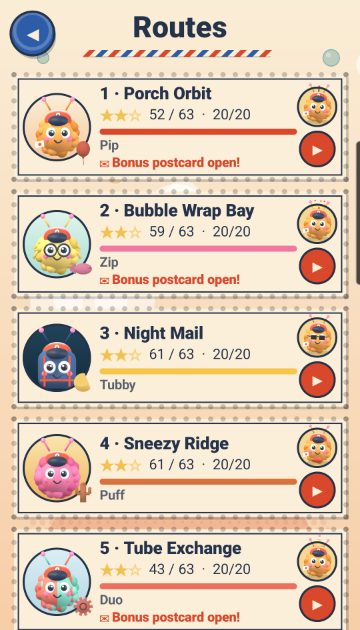 Routes
1 · Porch Orbit
★★☆ 52 / 63 · 20/20
Pip
✉ Bonus postcard open!
2 · Bubble Wrap Bay
★★☆ 59 / 63 · 20/20
Zip
✉ Bonus postcard open!
3 · Night Mail
★★☆ 61 / 63 · 20/20
Tubby
4 · Sneezy Ridge
★★☆ 61 / 63 · 20/20
Puff
5 · Tube Exchange
★★☆ 43 / 63 · 20/20
Duo
✉ Bonus postcard open!